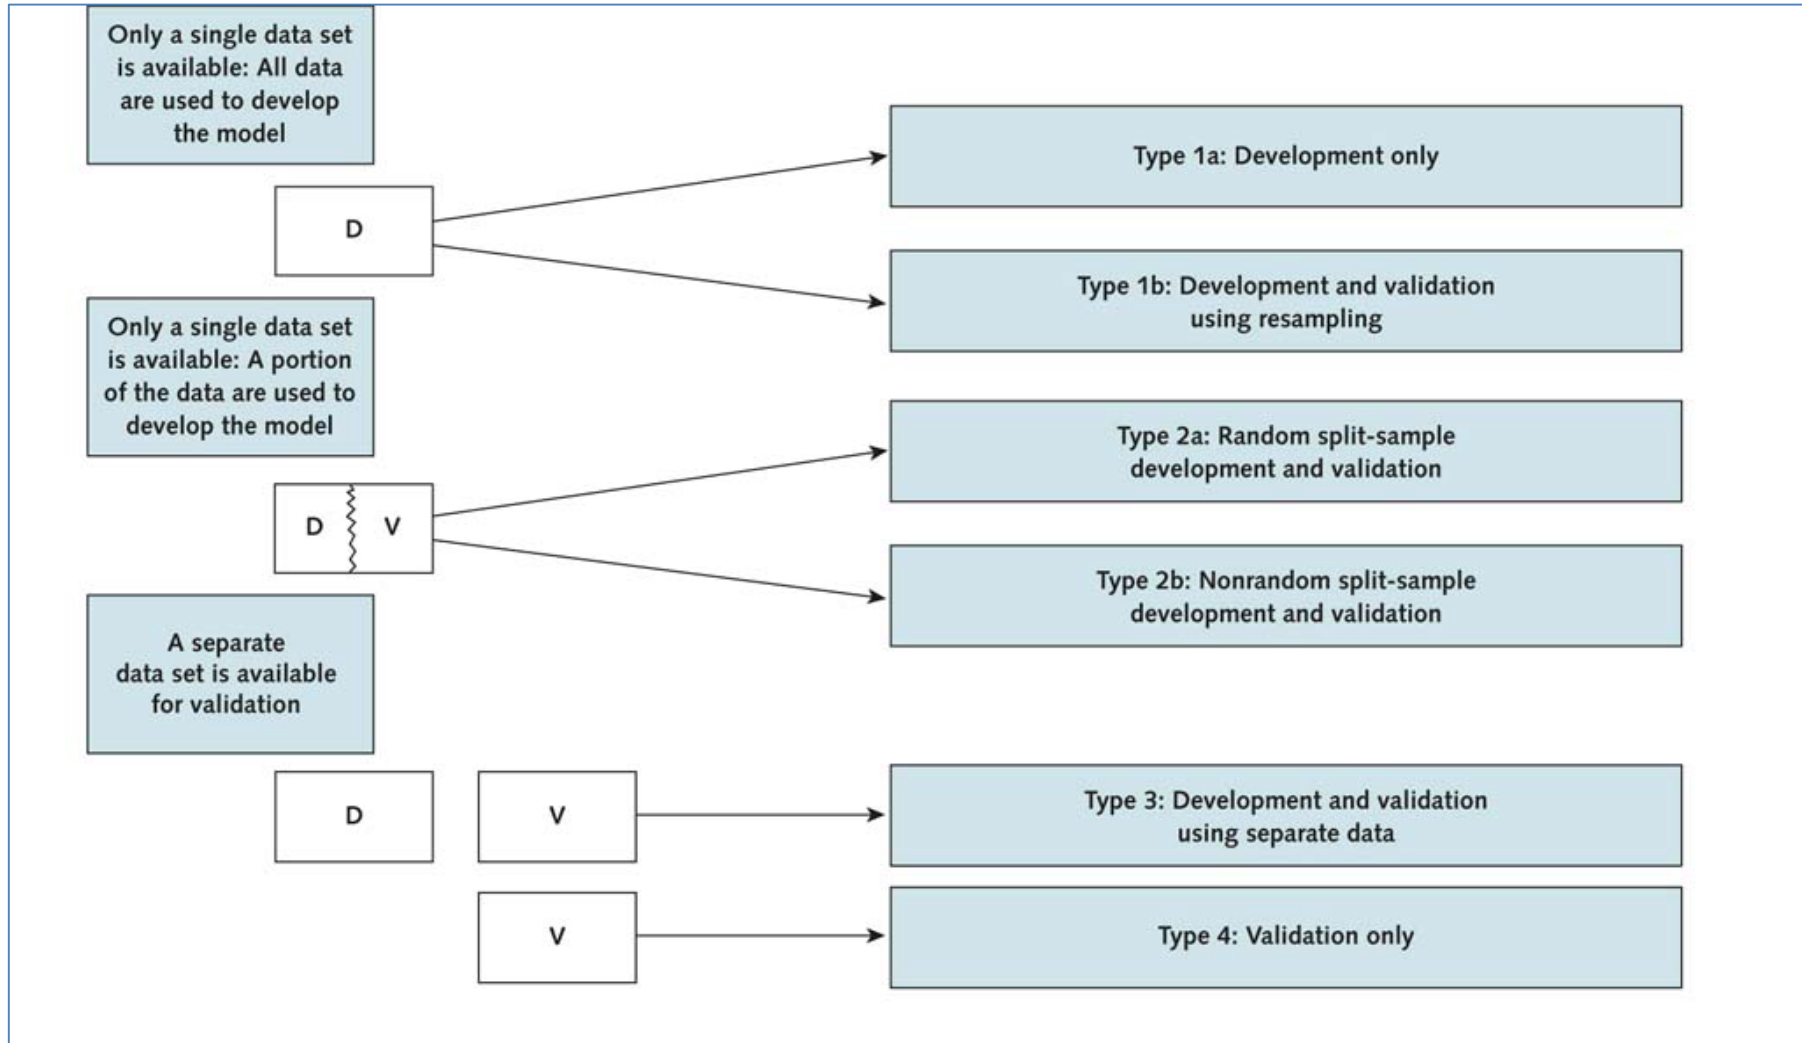 Only a single data set
is available: All data
are used to develop
the model
D
Type 1a: Development only
Type 1b: Development and validation
using resampling
Only a single data set
is available: A portion
of the data are used to
develop the model
D V
Type 2a: Random split-sample
development and validation
Type 2b: Nonrandom split-sample
development and validation
A separate
data set is available
for validation
D
V
Type 3: Development and validation
using separate data
V
Type 4: Validation only